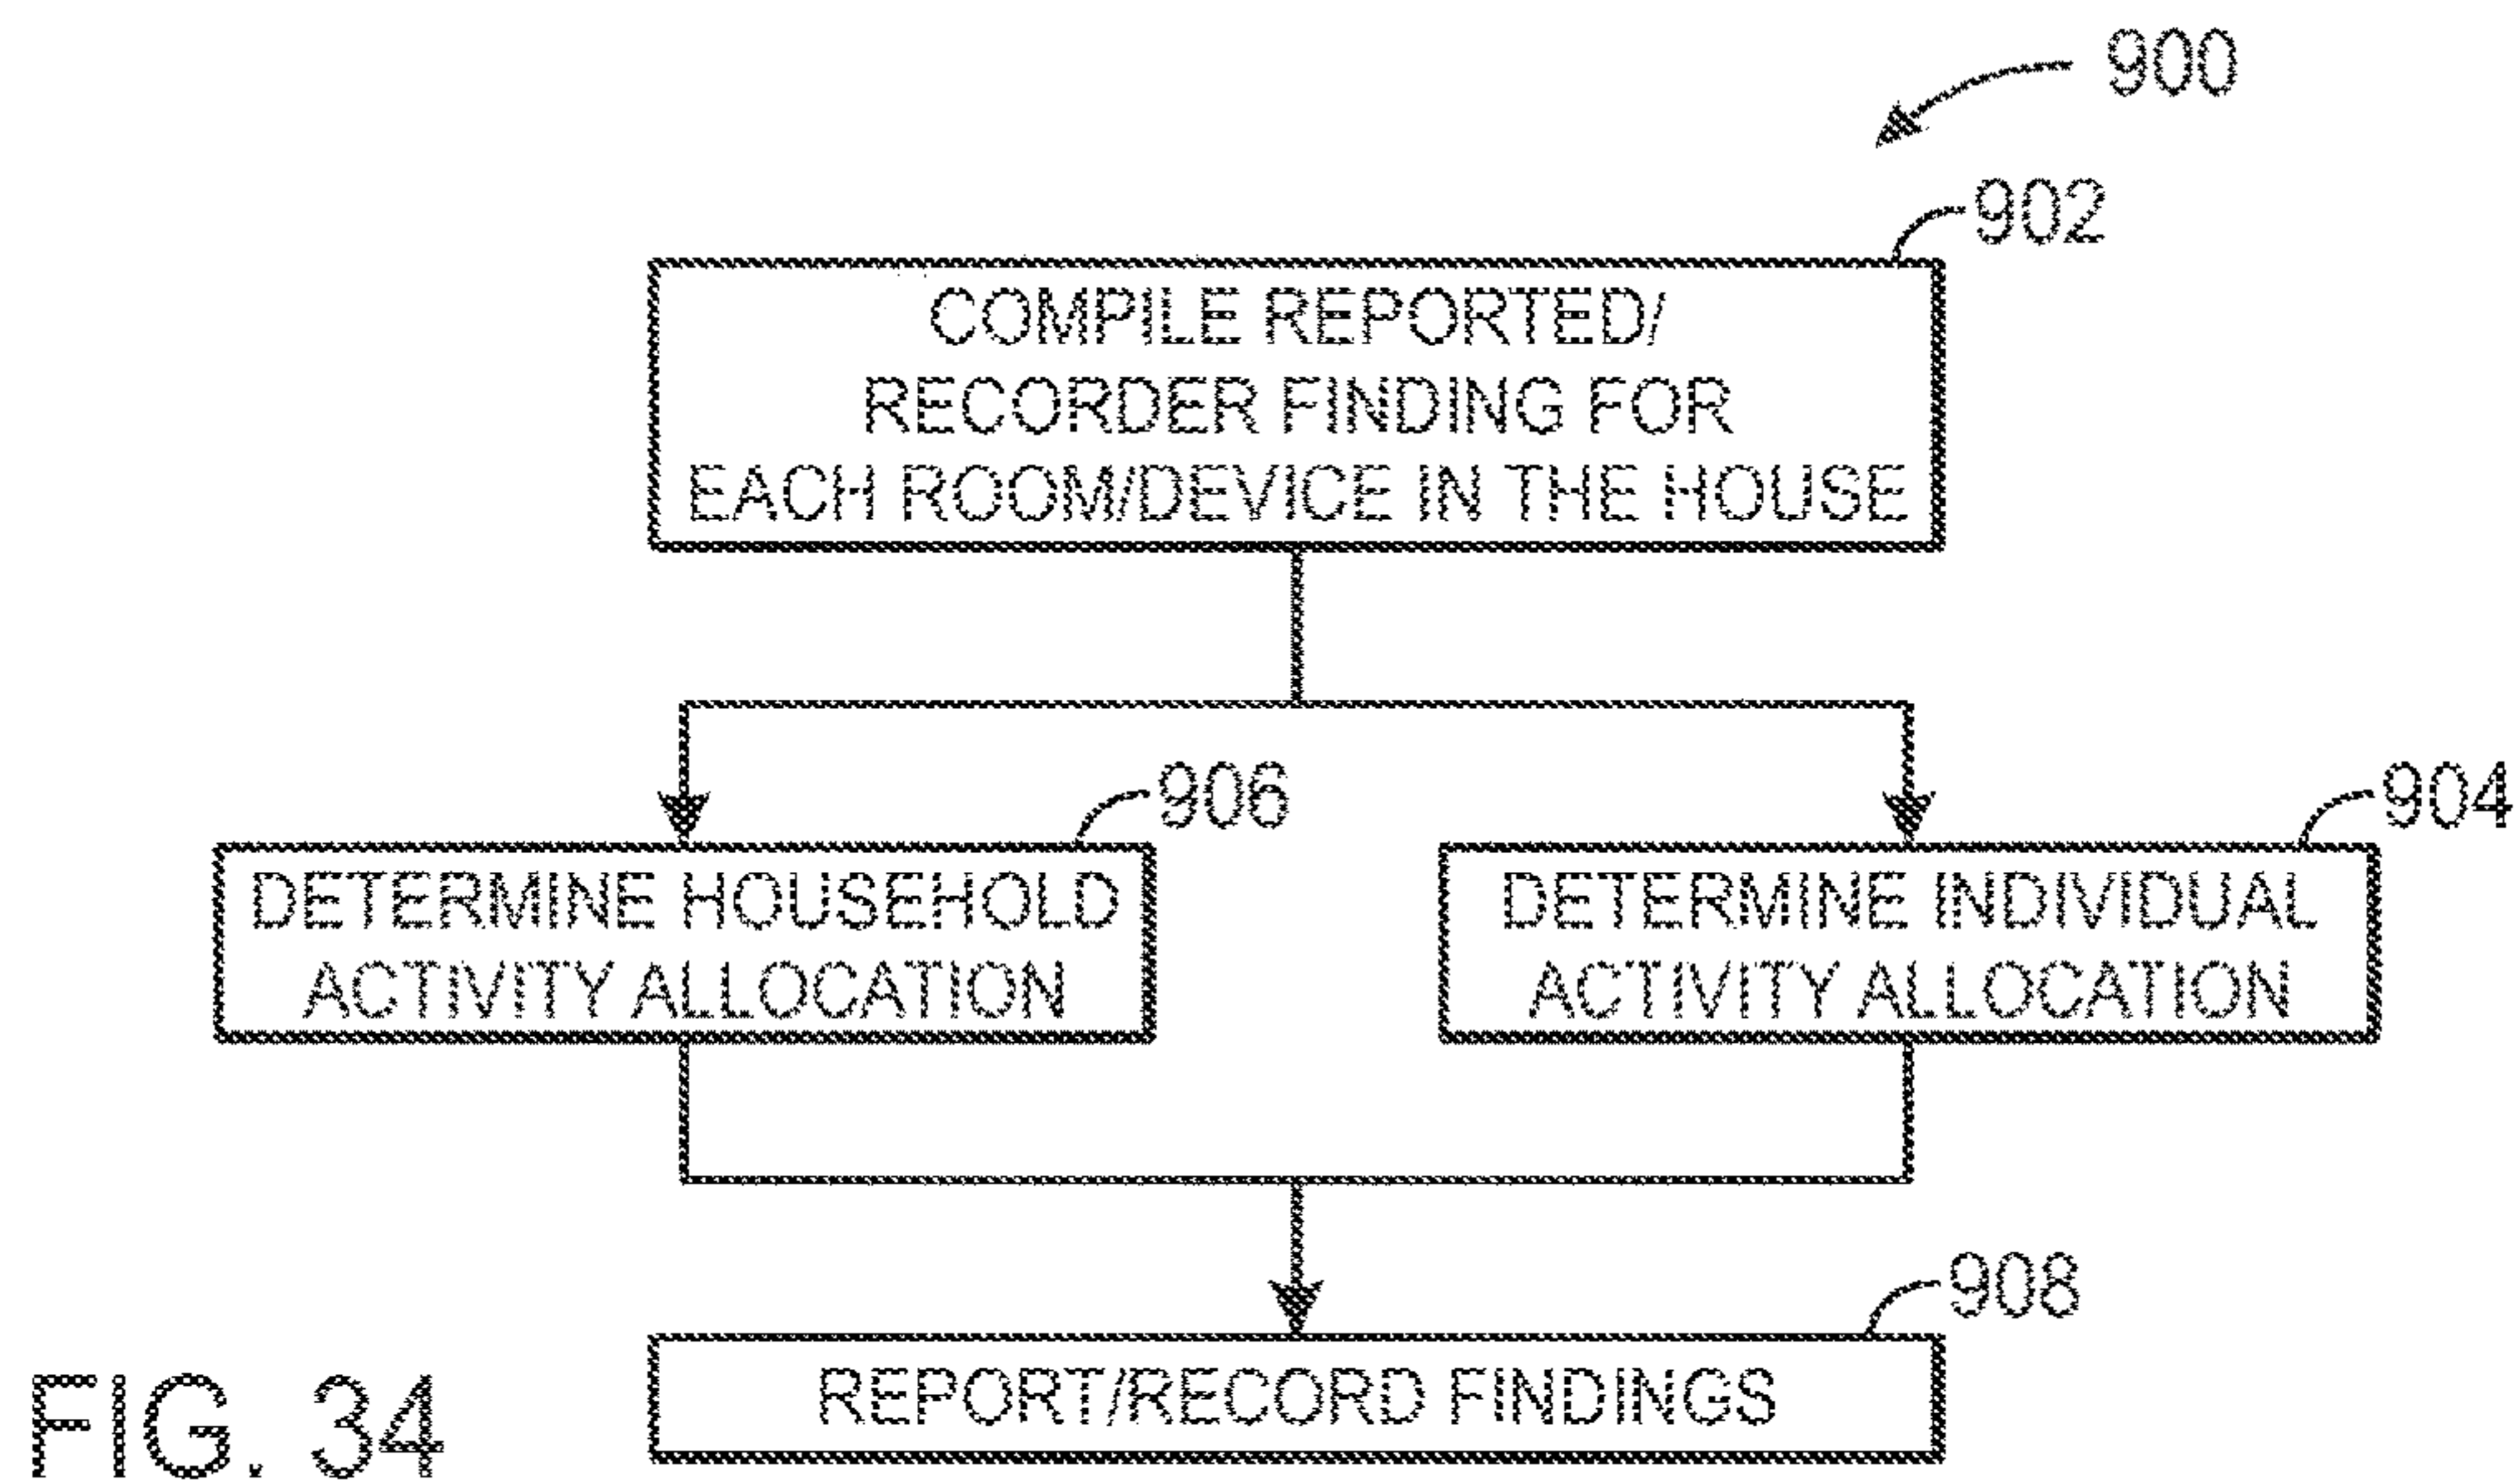 900
902
COMPILE REPORTED/
RECORDER FINDING FOR
EACH ROOM/DEVICE IN THE HOUSE
906
904
DETERMINE HOUSEHOLD
ACTIVITY ALLOCATION
DETERMINE INDIVIDUAL
ACTIVITY ALLOCATION
908
REPORT/RECORD FINDINGS
FIG. 34